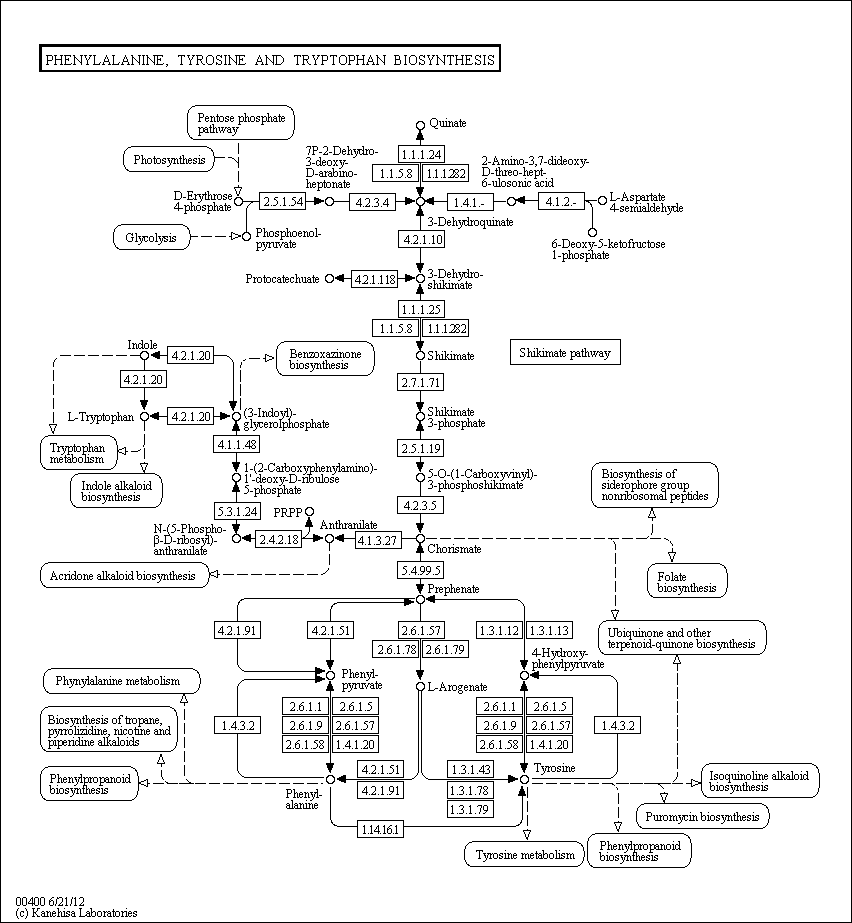 PHENYLALANINE, TYROSINE AND TRYPTOPHAN BIOSYNTHESIS
Pentose phosphate
pathway
Quinate
Photosynthesis
7P-2-Dehydro-
3-deoxy-
D-arabino-
heptonate
1.1.1.24
1.1.5.8
1.1.1.282
2-Amino-3,7-dideoxy-
D-threo-hept-
6-ulosonic acid
D-Erythrose
4-phosphate
2.5.1.54
4.2.3.4
1.4.1.-
4.1.2.-
L-Aspartate
4-semialdehyde
Glycolysis
Phosphoenol-
pyruvate
3-Dehydroquinate
4.2.1.10
6-Deoxy-5-ketofructose
1-phosphate
Protocatechuate
4.2.1.118
3-Dehydro-
shikimate
1.1.1.25
1.1.5.8
1.1.1.282
Indole
4.2.1.20
Benzoxazinone
biosynthesis
Shikimate
Shikimate pathway
4.2.1.20
2.7.1.71
L-Tryptophan
4.2.1.20
(3-Indoyl)-
glycerolphosphate
Shikimate
3-phosphate
Tryptophan
metabolism
4.1.1.48
2.5.1.19
Indole alkaloid
biosynthesis
1-(2-Carboxyphenylamino)-
1'-deoxy-D-ribulose
5-phosphate
5-O-(1-Carboxyvinyl)-
3-phosphoshikimate
Biosynthesis of
siderophore group
nonribosomal peptides
5.3.1.24
PRPP
4.2.3.5
N-(5-Phospho-
β-D-ribosyl)-
anthranilate
2.4.2.18
Anthranilate
4.1.3.27
Chorismate
Acridone alkaloid biosynthesis
5.4.99.5
Folate
biosynthesis
Prephenate
4.2.1.91
4.2.1.51
2.6.1.57
1.3.1.12
1.3.1.13
2.6.1.78
2.6.1.79
Ubiquinone and other
terpenoid-quinone biosynthesis
4-Hydroxy-
phenylpyruvate
Phynylalanine metabolism
Phenyl-
pyruvate
L-Arogenate
Biosynthesis of tropane,
pyrrolizidine, nicotine and
piperidine alkaloids
1.4.3.2
2.6.1.1
2.6.1.5
2.6.1.9
2.6.1.57
2.6.1.58
1.4.1.20
2.6.1.1
2.6.1.5
2.6.1.9
2.6.1.57
2.6.1.58
1.4.1.20
1.4.3.2
Phenylpropanoid
biosynthesis
4.2.1.51
4.2.1.91
1.3.1.43
1.3.1.78
1.3.1.79
Tyrosine
Isoquinoline alkaloid
biosynthesis
Phenyl-
alanine
Puromycin biosynthesis
1.14.16.1
Tyrosine metabolism
Phenylpropanoid
biosynthesis
00400 6/21/12
(c) Kanehisa Laboratories